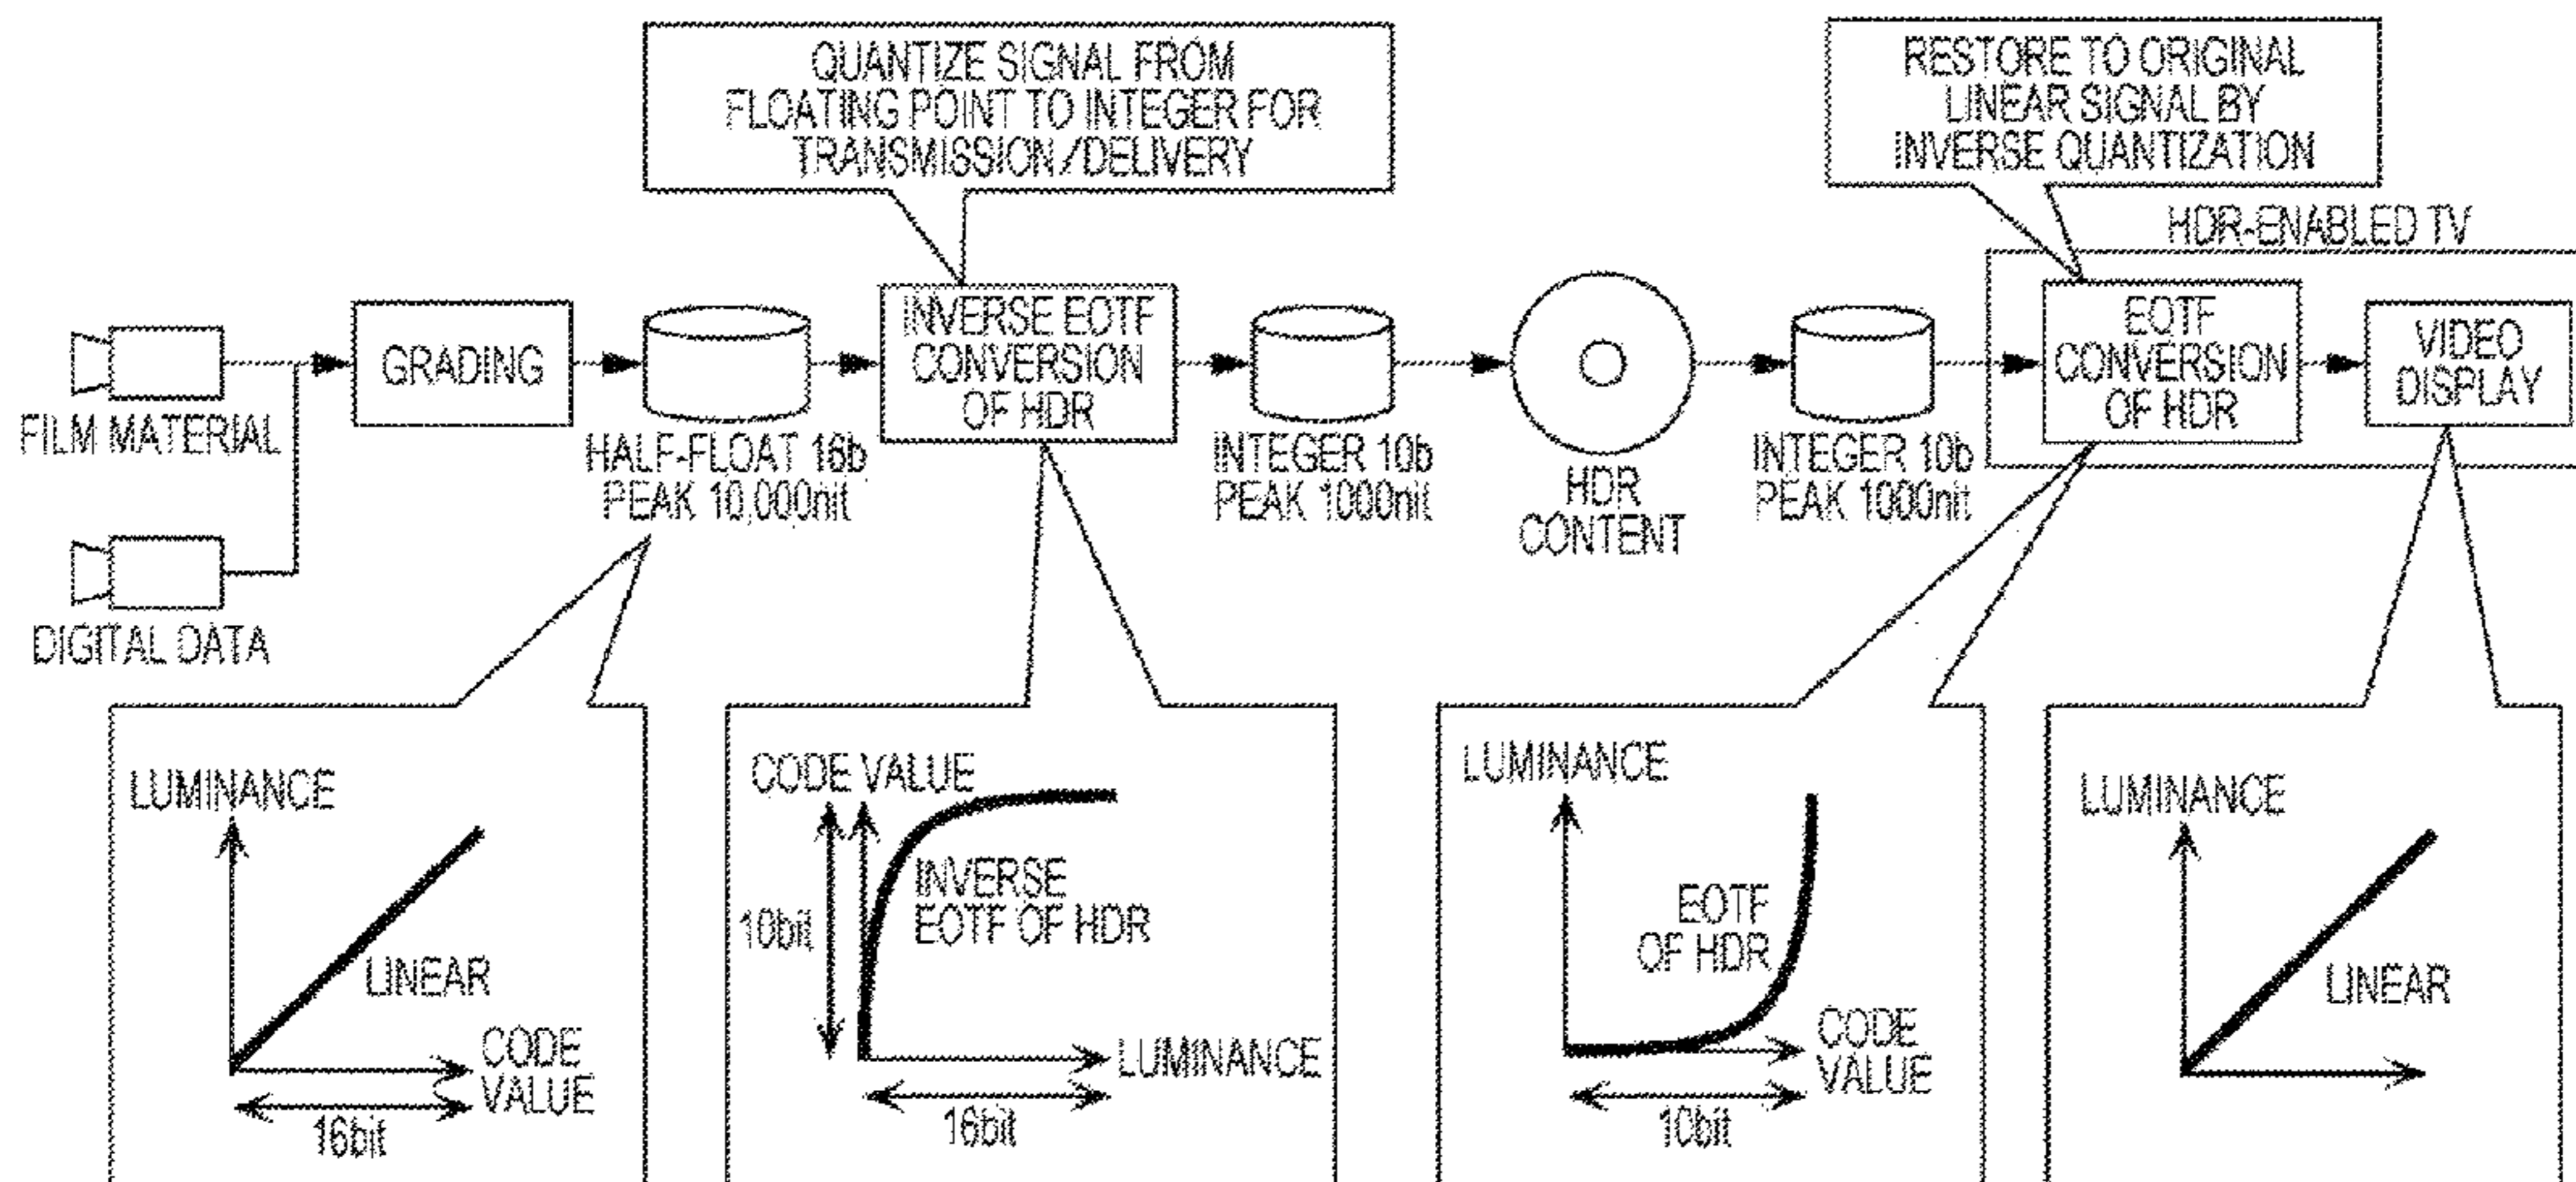 QUANTIZE SIGNAL FROM
FLOATING POINT TO INTEGER FOR
TRANSMISSION/DELIVERY
RESTORE TO ORIGINAL
LINEAR SIGNAL BY
INVERSE QUANTIZATION
HDR-ENABLED TV
FILM MATERIAL
DIGITAL DATA
GRADING
HALF-FLOAT 16b
PEAK 10,000nit
INVERSE EOTF
CONVERSION
OF HDR
INTEGER 10b
PEAK 1000nit
HDR
CONTENT
INTEGER 10b
PEAK 1000nit
EOTF
CONVERSION
OF HDR
VIDEO
DISPLAY
LUMINANCE
LINEAR
CODE
VALUE
16bit
CODE VALUE
10bit
INVERSE
EOTF OF HDR
LUMINANCE
16bit
LUMINANCE
EOTF
OF HDR
CODE
VALUE
10bit
LUMINANCE
LINEAR